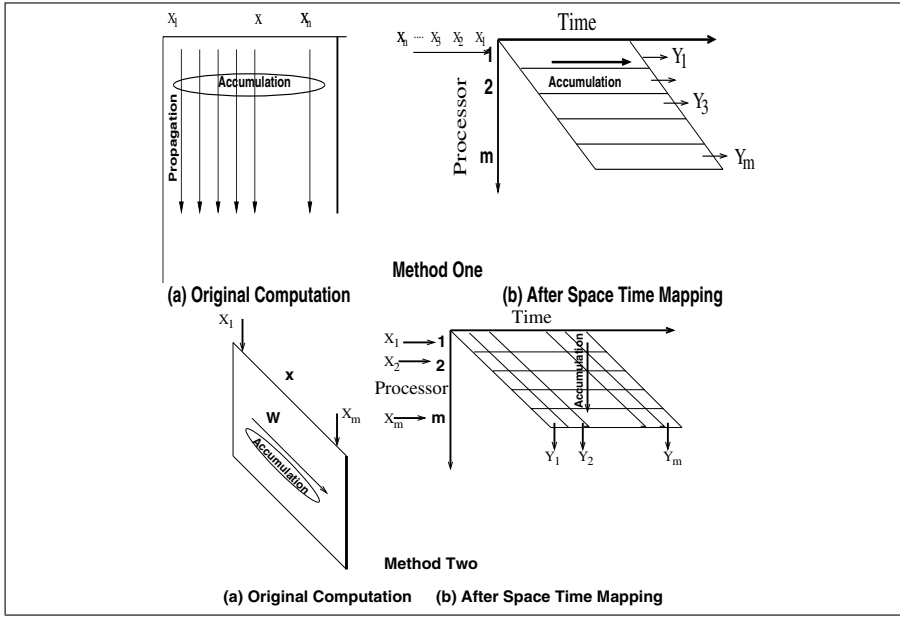 X1 x Xn
Accumulation
Propagation
Time
Xn .... X3 X2 X1
1
2
m
Processor
Accumulation
Y1
Y3
Ym
Method One
(a) Original Computation (b) After Space Time Mapping
X1
x
W
Xm
Accumulation
Time
X1 1
X2 2
Processor
Xm m
Accumulation
Y1 Y2 Ym
Method Two
(a) Original Computation (b) After Space Time Mapping